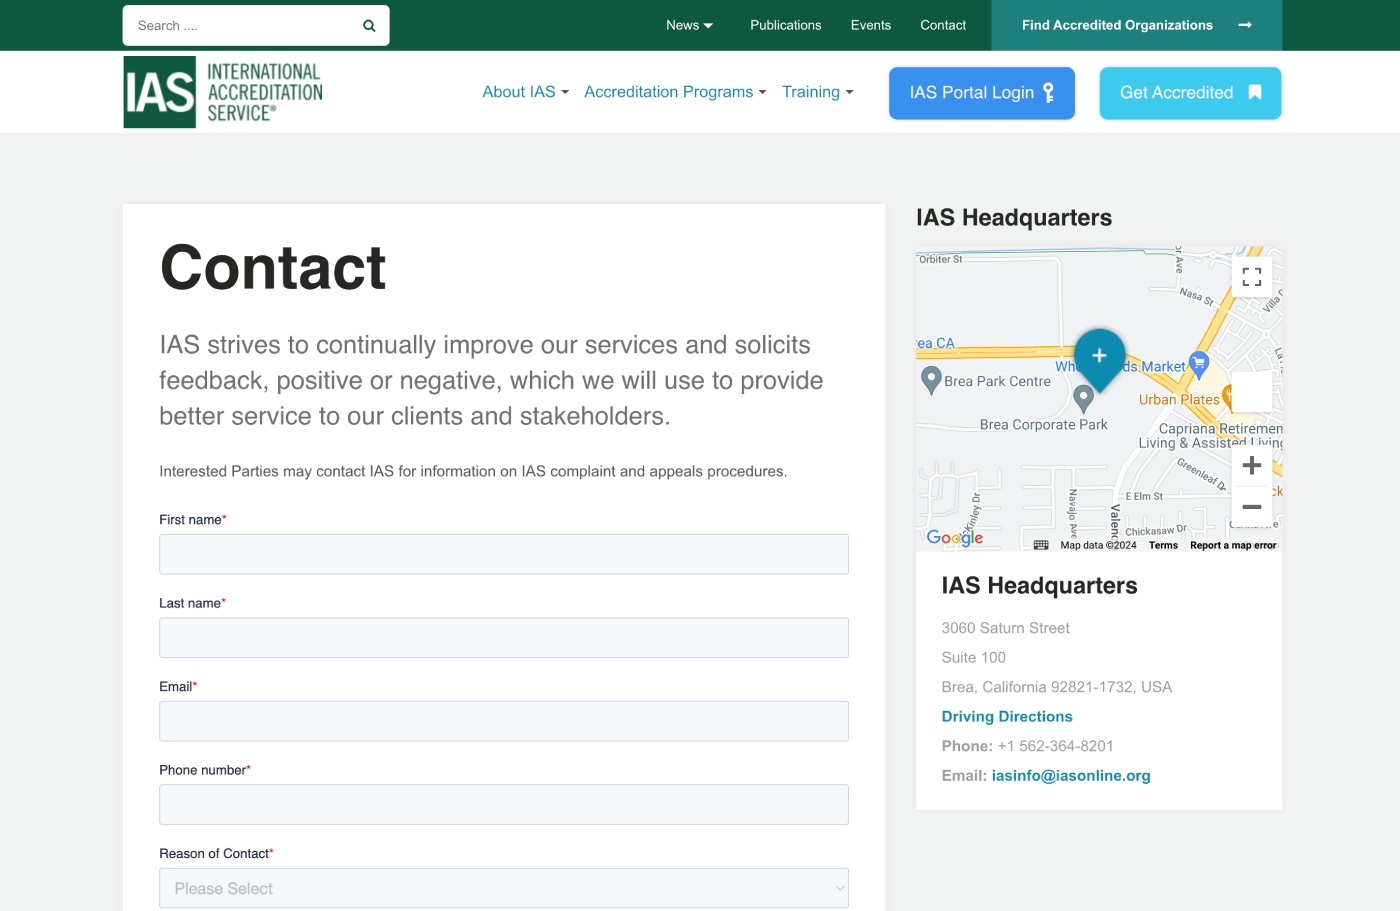 Search ....
News
Publications
Events
Contact
Find Accredited Organizations
IAS
INTERNATIONAL
ACCREDITATION
SERVICE®
About IAS
Accreditation Programs
Training
IAS Portal Login
Get Accredited
Contact
IAS strives to continually improve our services and solicits
feedback, positive or negative, which we will use to provide
better service to our clients and stakeholders.
Interested Parties may contact IAS for information on IAS complaint and appeals procedures.
First name*
Last name*
Email*
Phone number*
Reason of Contact*
Please Select
IAS Headquarters
Orbiter St
Nasa St
rea CA
ds Market
Brea Park Centre
Urban Plates
Brea Corporate Park
Capriana Retiremen
Living & Assisted Living
Greenleaf Dr
E Elm St
Navajo Ave
Valenc
Chickasaw Dr
Google
Map data ©2024
Terms
Report a map error
IAS Headquarters
3060 Saturn Street
Suite 100
Brea, California 92821-1732, USA
Driving Directions
Phone: +1 562-364-8201
Email: iasinfo@iasonline.org